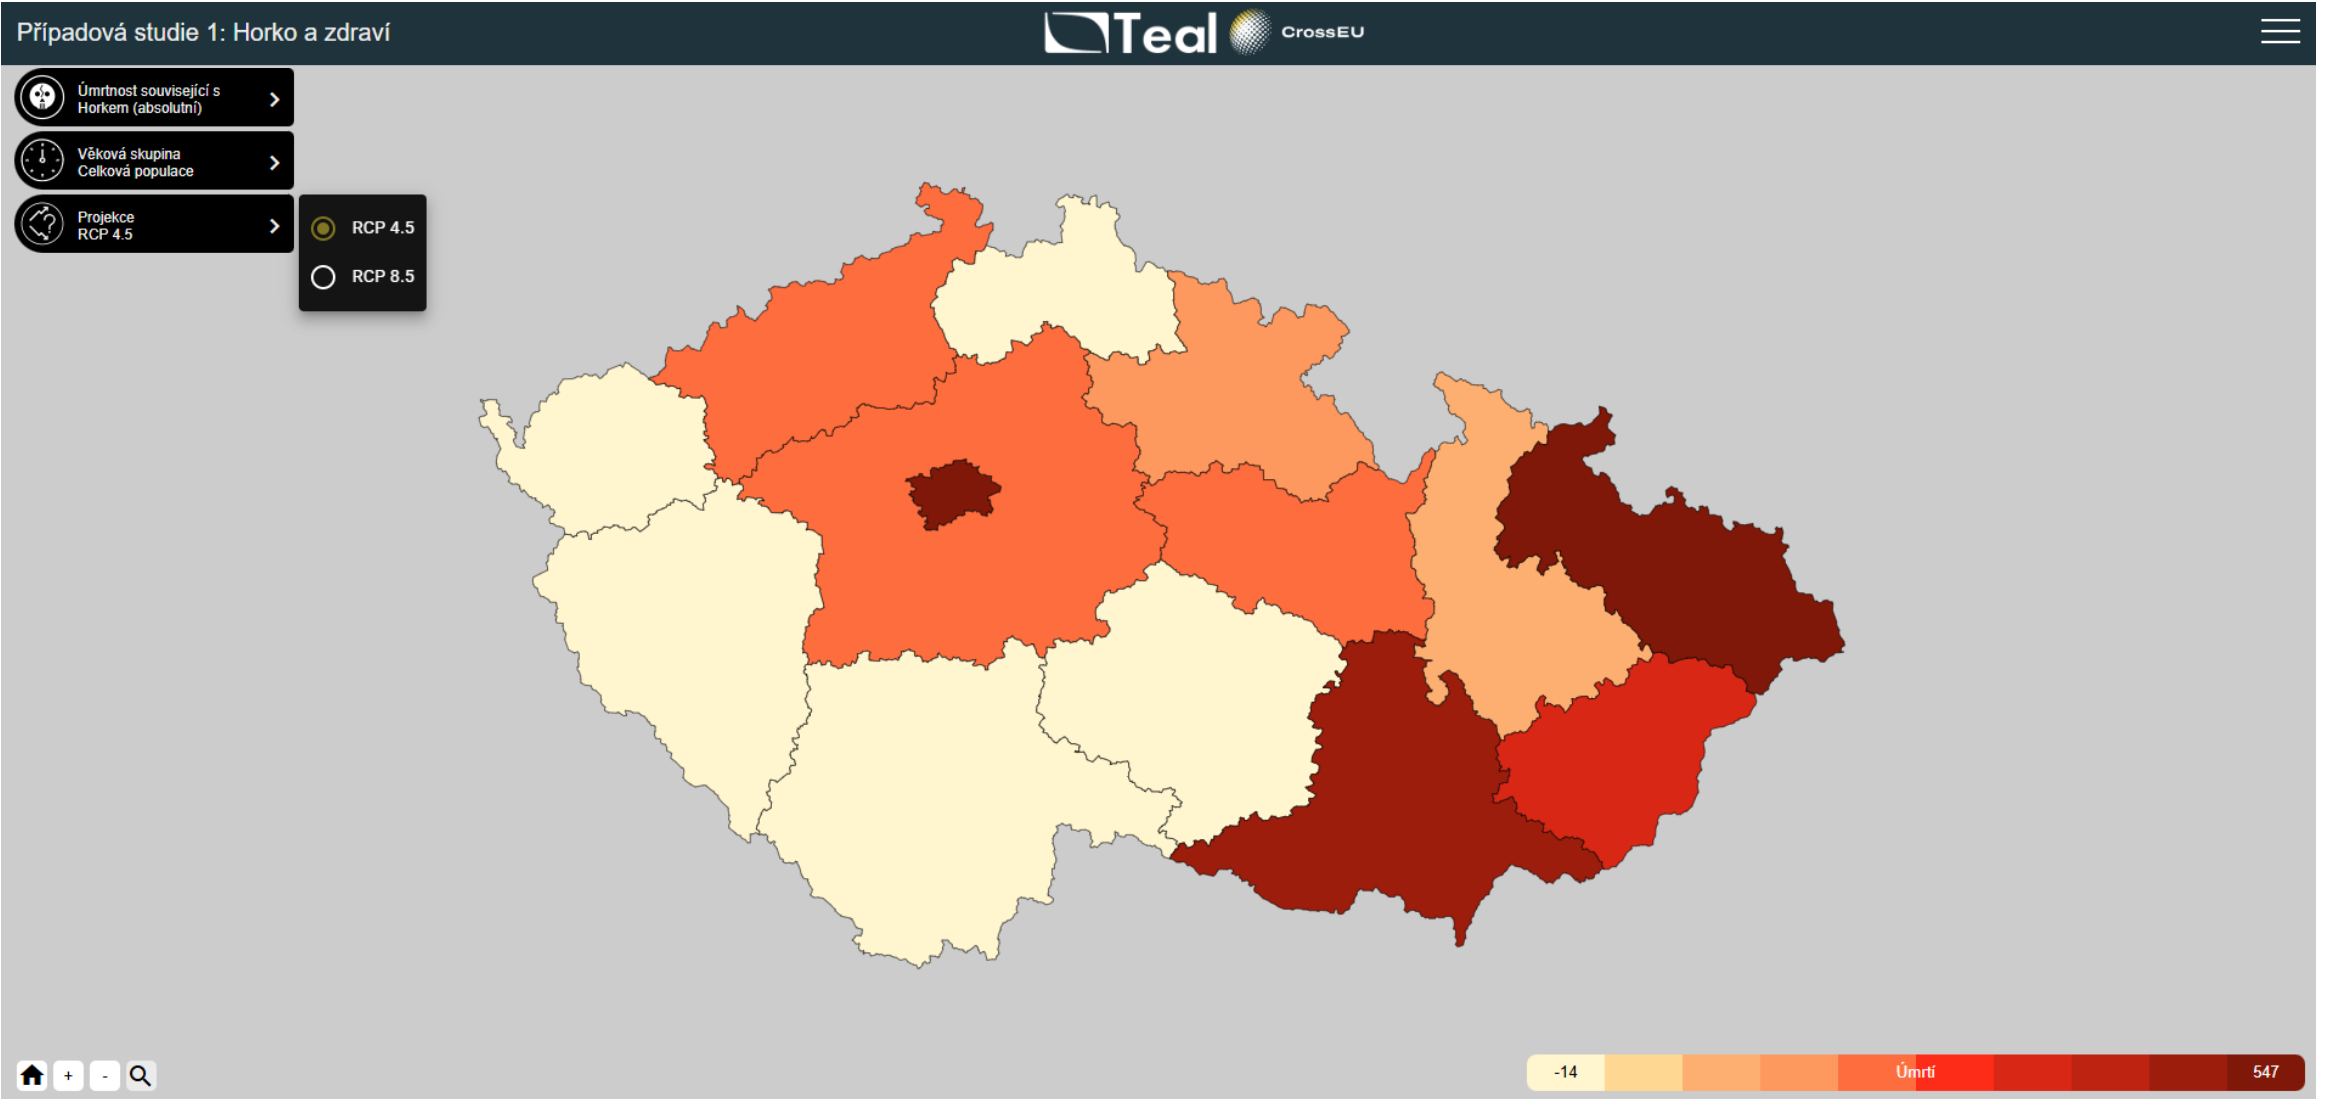 Případová studie 1: Horko a zdraví
Teal
CrossEU
Úmrtnost související s
Horkem (absolutní)
Věková skupina
Celková populace
Projekce
RCP 4.5
RCP 4.5
RCP 8.5
+
-
-14
Úmrtí
547